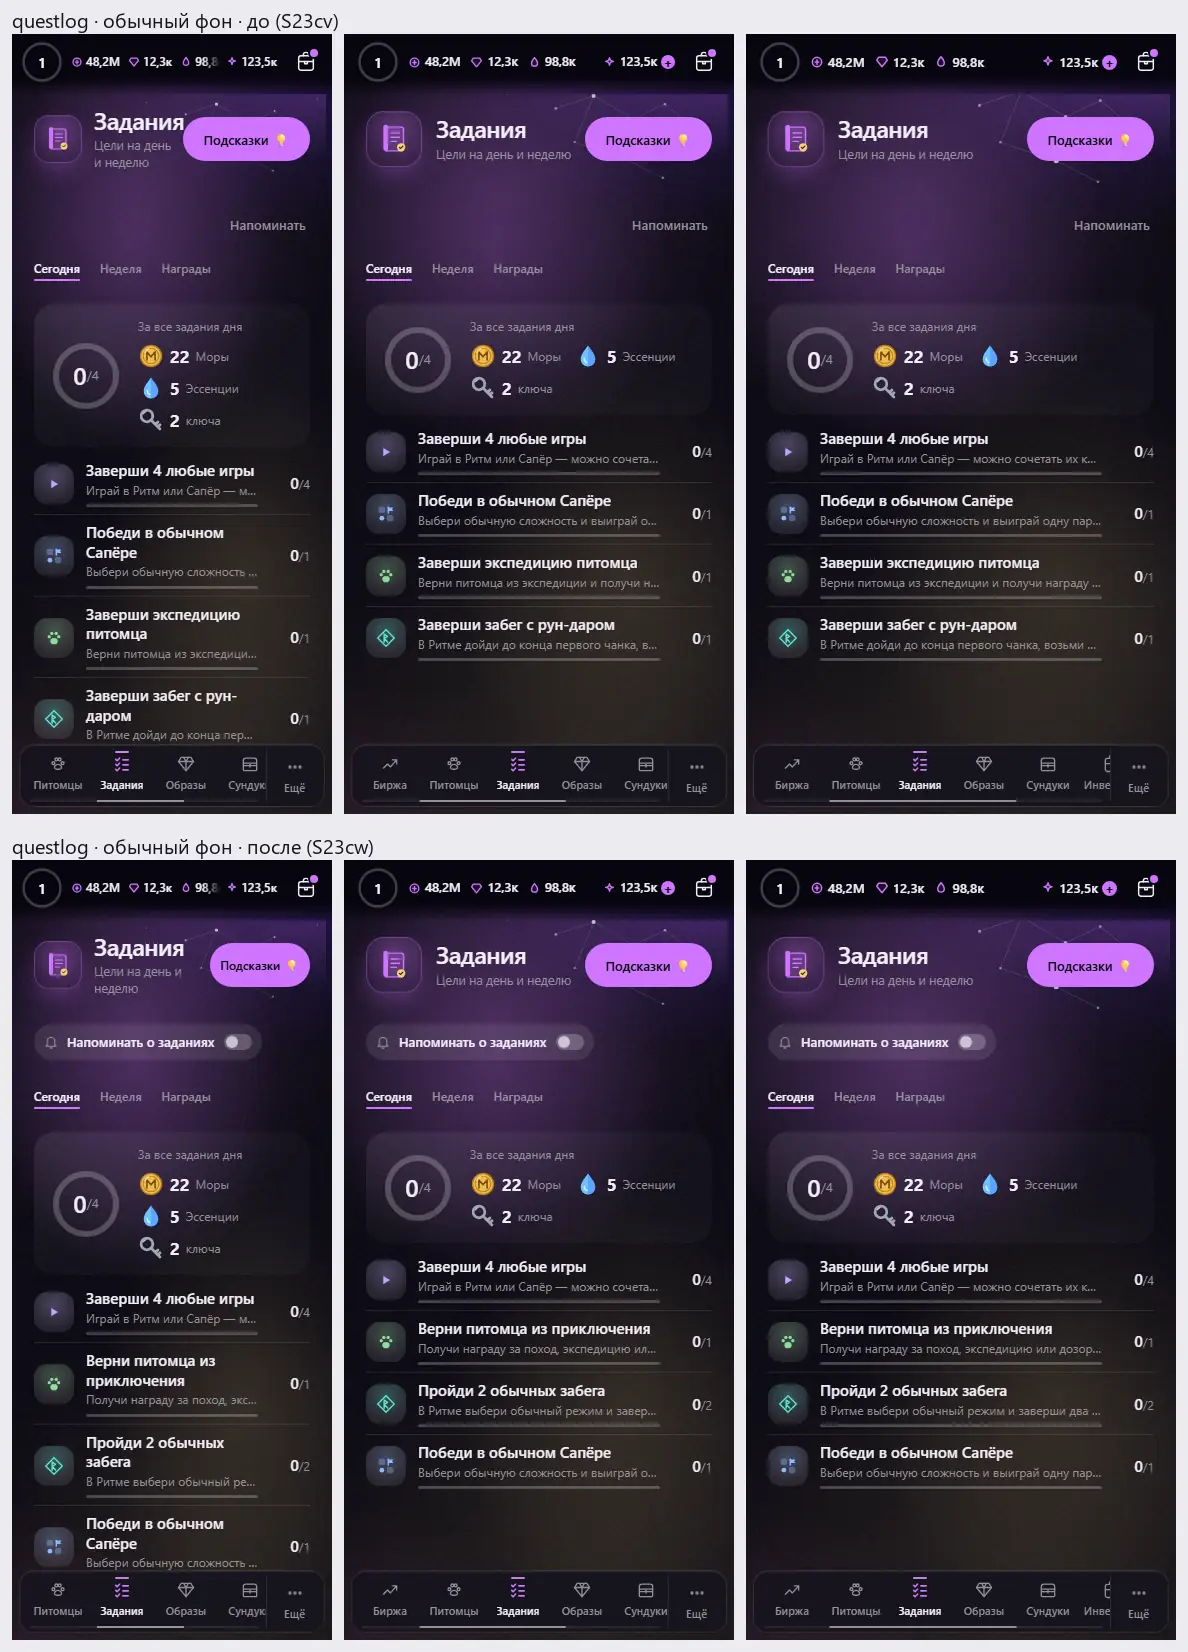 questlog · обычный фон · до (S23cv)
1 48,2М 12,3к 98,8 123,5к
Задания
Цели на день
и неделю
Подсказки
Напоминать
Сегодня Неделя Награды
За все задания дня
0/4
22 Моры
5 Эссенции
2 ключа
Заверши 4 любые игры
Играй в Ритм или Сапёр — м...
0/4
Победи в обычном
Сапёре
Выбери обычную сложность ...
0/1
Заверши экспедицию
питомца
Верни питомца из экспедици...
0/1
Заверши забег с рун-
даром
В Ритме дойди до конца пер...
0/1
Питомцы Задания Образы Сундук Ещё
1 48,2М 12,3к 98,8к 123,5к +
Задания
Цели на день и неделю
Подсказки
Напоминать
Сегодня Неделя Награды
За все задания дня
0/4
22 Моры 5 Эссенции
2 ключа
Заверши 4 любые игры
Играй в Ритм или Сапёр — можно сочета...
0/4
Победи в обычном Сапёре
Выбери обычную сложность и выиграй о...
0/1
Заверши экспедицию питомца
Верни питомца из экспедиции и получи н...
0/1
Заверши забег с рун-даром
В Ритме дойди до конца первого чанка, в...
0/1
Биржа Питомцы Задания Образы Сундуки Ещё
1 48,2М 12,3к 98,8к 123,5к +
Задания
Цели на день и неделю
Подсказки
Напоминать
Сегодня Неделя Награды
За все задания дня
0/4
22 Моры 5 Эссенции
2 ключа
Заверши 4 любые игры
Играй в Ритм или Сапёр — можно сочетать их к...
0/4
Победи в обычном Сапёре
Выбери обычную сложность и выиграй одну пар...
0/1
Заверши экспедицию питомца
Верни питомца из экспедиции и получи награду ...
0/1
Заверши забег с рун-даром
В Ритме дойди до конца первого чанка, возьми ...
0/1
Биржа Питомцы Задания Образы Сундуки Инве Ещё
questlog · обычный фон · после (S23cw)
1 48,2М 12,3к 98,8 123,5к
Задания
Цели на день и
неделю
Подсказки
Напоминать о заданиях
Сегодня Неделя Награды
За все задания дня
0/4
22 Моры
5 Эссенции
2 ключа
Заверши 4 любые игры
Играй в Ритм или Сапёр — м...
0/4
Верни питомца из
приключения
Получи награду за поход, экс...
0/1
Пройди 2 обычных
забега
В Ритме выбери обычный ре...
0/2
Победи в обычном
Сапёре
Выбери обычную сложность ...
0/1
Питомцы Задания Образы Сундук Ещё
1 48,2М 12,3к 98,8к 123,5к +
Задания
Цели на день и неделю
Подсказки
Напоминать о заданиях
Сегодня Неделя Награды
За все задания дня
0/4
22 Моры 5 Эссенции
2 ключа
Заверши 4 любые игры
Играй в Ритм или Сапёр — можно сочета...
0/4
Верни питомца из приключения
Получи награду за поход, экспедицию ил...
0/1
Пройди 2 обычных забега
В Ритме выбери обычный режим и завер...
0/2
Победи в обычном Сапёре
Выбери обычную сложность и выиграй о...
0/1
Биржа Питомцы Задания Образы Сундуки Ещё
1 48,2М 12,3к 98,8к 123,5к +
Задания
Цели на день и неделю
Подсказки
Напоминать о заданиях
Сегодня Неделя Награды
За все задания дня
0/4
22 Моры 5 Эссенции
2 ключа
Заверши 4 любые игры
Играй в Ритм или Сапёр — можно сочетать их к...
0/4
Верни питомца из приключения
Получи награду за поход, экспедицию или дозор...
0/1
Пройди 2 обычных забега
В Ритме выбери обычный режим и заверши два ...
0/2
Победи в обычном Сапёре
Выбери обычную сложность и выиграй одну пар...
0/1
Биржа Питомцы Задания Образы Сундуки Инве Ещё